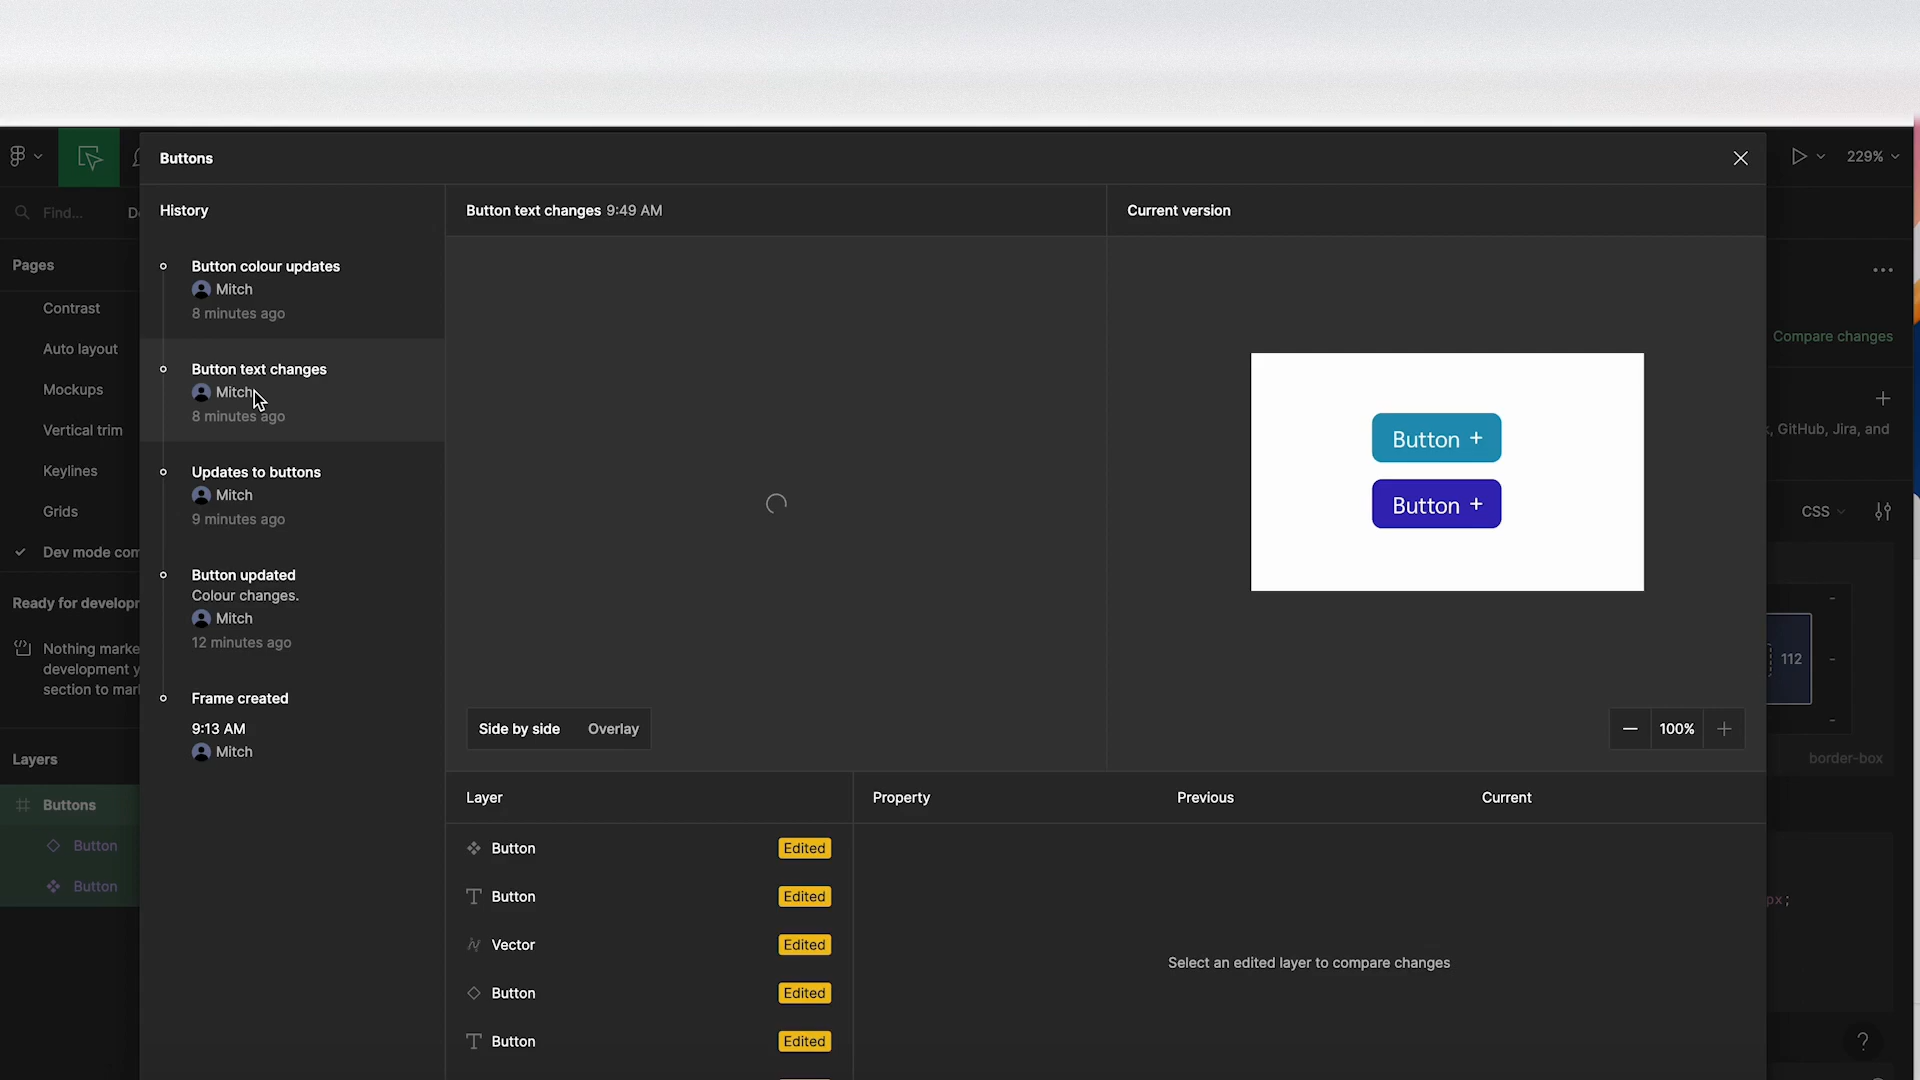 Buttons
229%
Find...
History
Button text changes 9:49 AM
Current version
Pages
Contrast
Auto layout
Mockups
Vertical trim
Keylines
Grids
Dev mode com
Button colour updates
Mitch
8 minutes ago
Button text changes
Mitch
8 minutes ago
Updates to buttons
Mitch
9 minutes ago
Button updated
Colour changes.
Mitch
12 minutes ago
Frame created
9:13 AM
Mitch
Button +
Button +
Compare changes
, GitHub, Jira, and
CSS
112
border-box
px;
Ready for developr
Nothing marke
development y
section to mar
Side by side Overlay
100%
Layers
Buttons
Button
Button
Layer
Property Previous Current
Button Edited
Button Edited
Vector Edited
Button Edited
Button Edited
Select an edited layer to compare changes
?